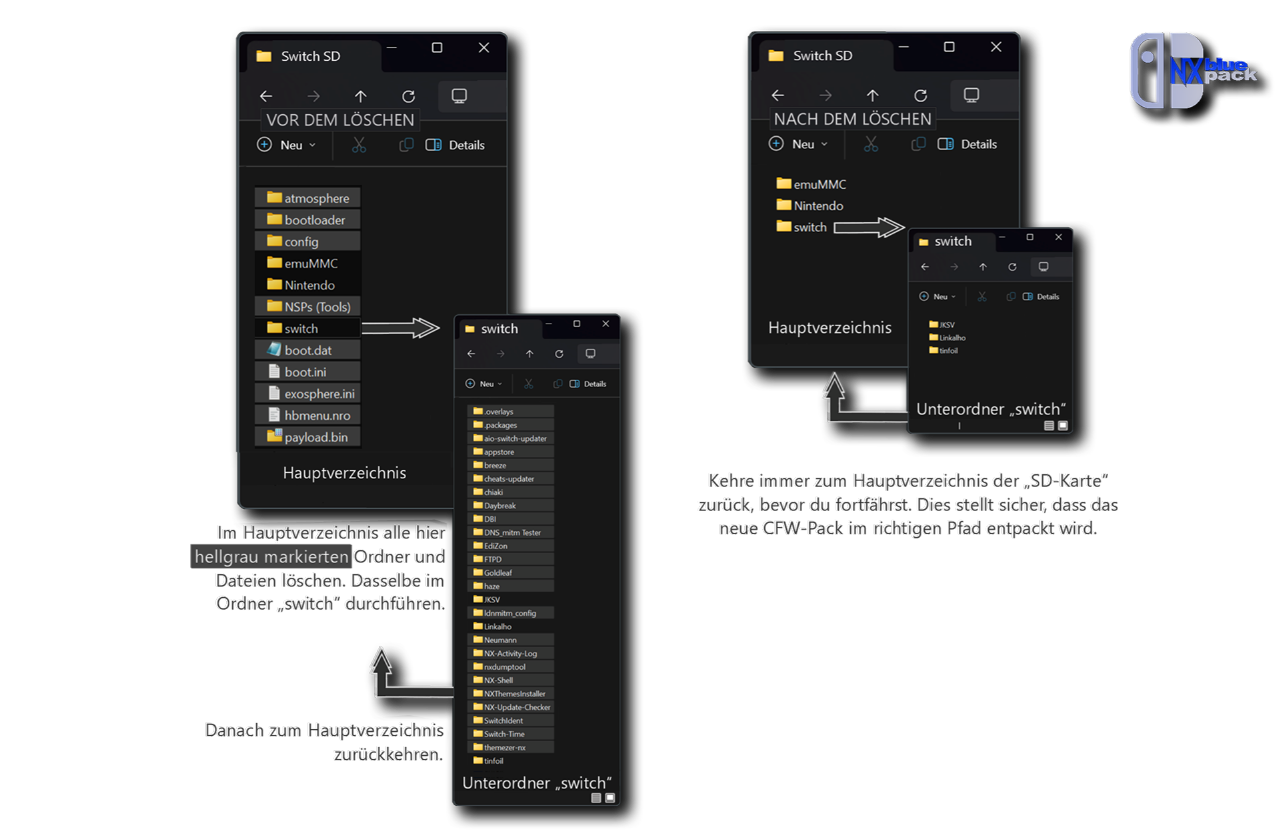 Switch SD
VOR DEM LÖSCHEN
Neu
Details
atmosphere
bootloader
config
emuMMC
Nintendo
NSPs (Tools)
switch
boot.dat
boot.ini
exosphere.ini
hbmenu.nro
payload.bin
Hauptverzeichnis
Im Hauptverzeichnis alle hier
hellgrau markierten Ordner und
Dateien löschen. Dasselbe im
Ordner „switch“ durchführen.
Danach zum Hauptverzeichnis
zurückkehren.
switch
Neu
Details
.overlays
.packages
aio-switch-updater
appstore
breeze
cheats-updater
chiaki
Daybreak
DBI
DNS_mitm Tester
EdiZon
FTPD
Goldleaf
haze
JKSV
ldnmitm_config
Linkalho
Neumann
NX-Activity-Log
nxdumptool
NX-Shell
NXThemesInstaller
NX-Update-Checker
SwitchIdent
Switch-Time
themezer-nx
tinfoil
Unterordner „switch“
Switch SD
NACH DEM LÖSCHEN
Neu
Details
emuMMC
Nintendo
switch
Hauptverzeichnis
switch
Neu
Details
JKSV
Linkalho
tinfoil
Unterordner „switch“
Kehre immer zum Hauptverzeichnis der „SD-Karte“
zurück, bevor du fortfährst. Dies stellt sicher, dass das
neue CFW-Pack im richtigen Pfad entpackt wird.
NX blue
pack